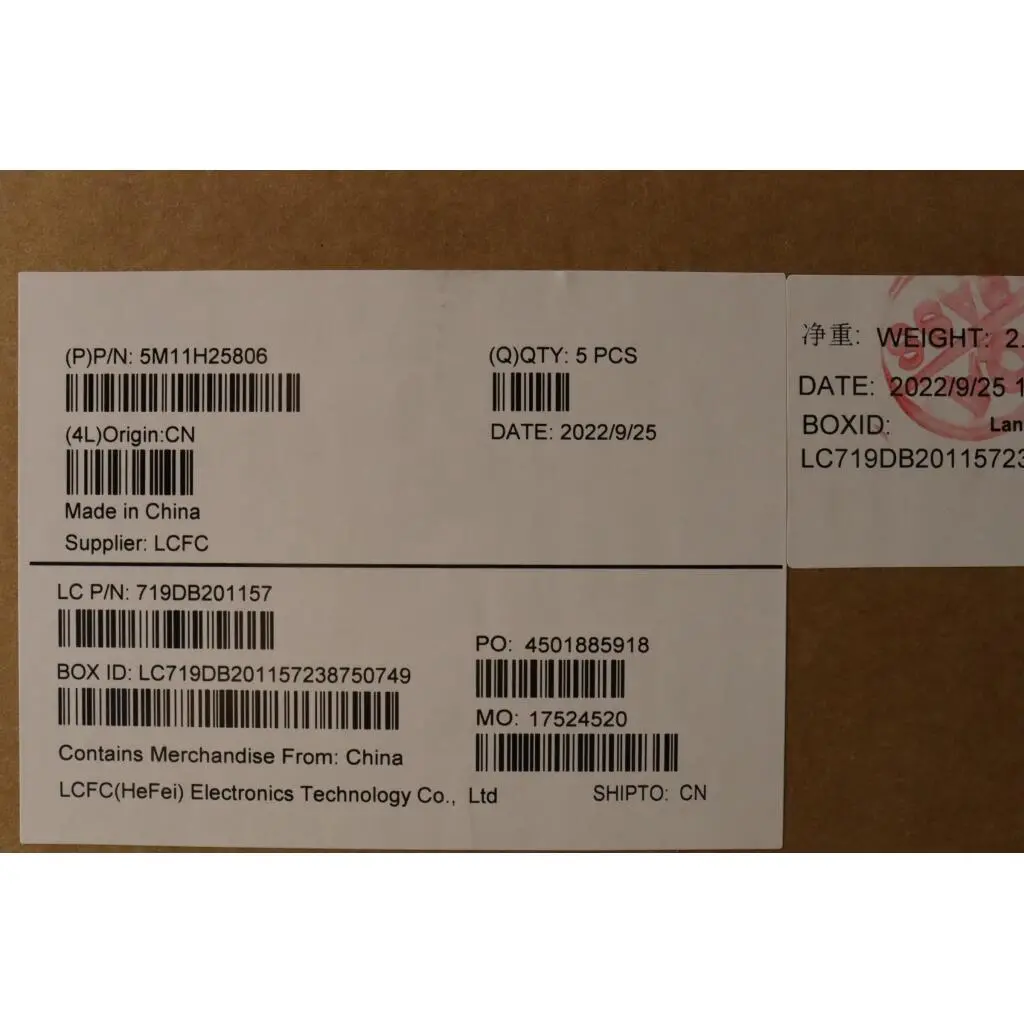 (P)P/N: 5M11H25806
(Q)QTY: 5 PCS
(4L)Origin:CN
DATE: 2022/9/25
Made in China
Supplier: LCFC
LC P/N: 719DB201157
PO: 4501885918
BOX ID: LC719DB201157238750749
MO: 17524520
Contains Merchandise From: China
LCFC(HeFei) Electronics Technology Co., Ltd
SHIPTO: CN
净重: WEIGHT: 2.
DATE: 2022/9/25 1
BOXID: Lan
LC719DB20115723